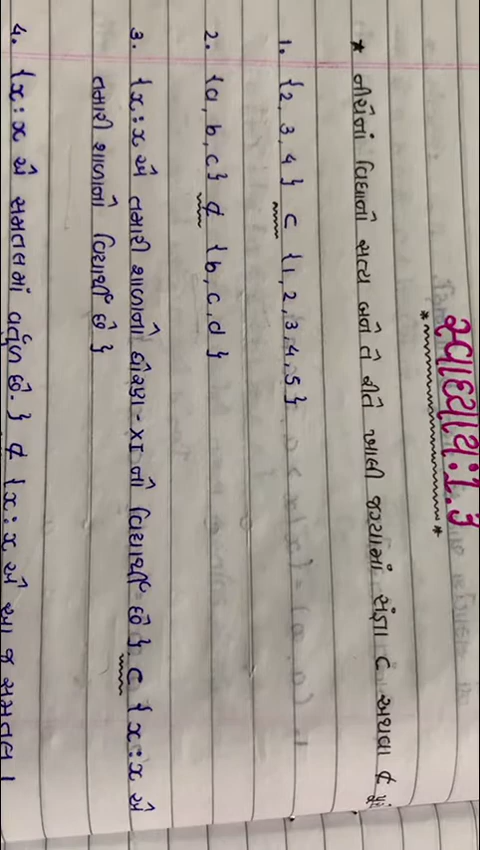 સ્વાધ્યાય : 1.3
* નીચેનાં વિધાનો સત્ય બને તે રીતે ખાલી જગ્યામાં સંજ્ઞા ⊂ અથવા ⊄
1. {2, 3, 4} ⊂ {1, 2, 3, 4, 5}
2. {a, b, c} ⊄ {b, c, d}
3. {x : x એ તમારી શાળાનો ધોરણ - XI નો વિદ્યાર્થી છે} ⊂ {x : x એ
તમારી શાળાનો વિદ્યાર્થી છે}
4. {x : x એ સમતલમાં વર્તુળ છે.} ⊄ {x : x એ આ જ સમતલ